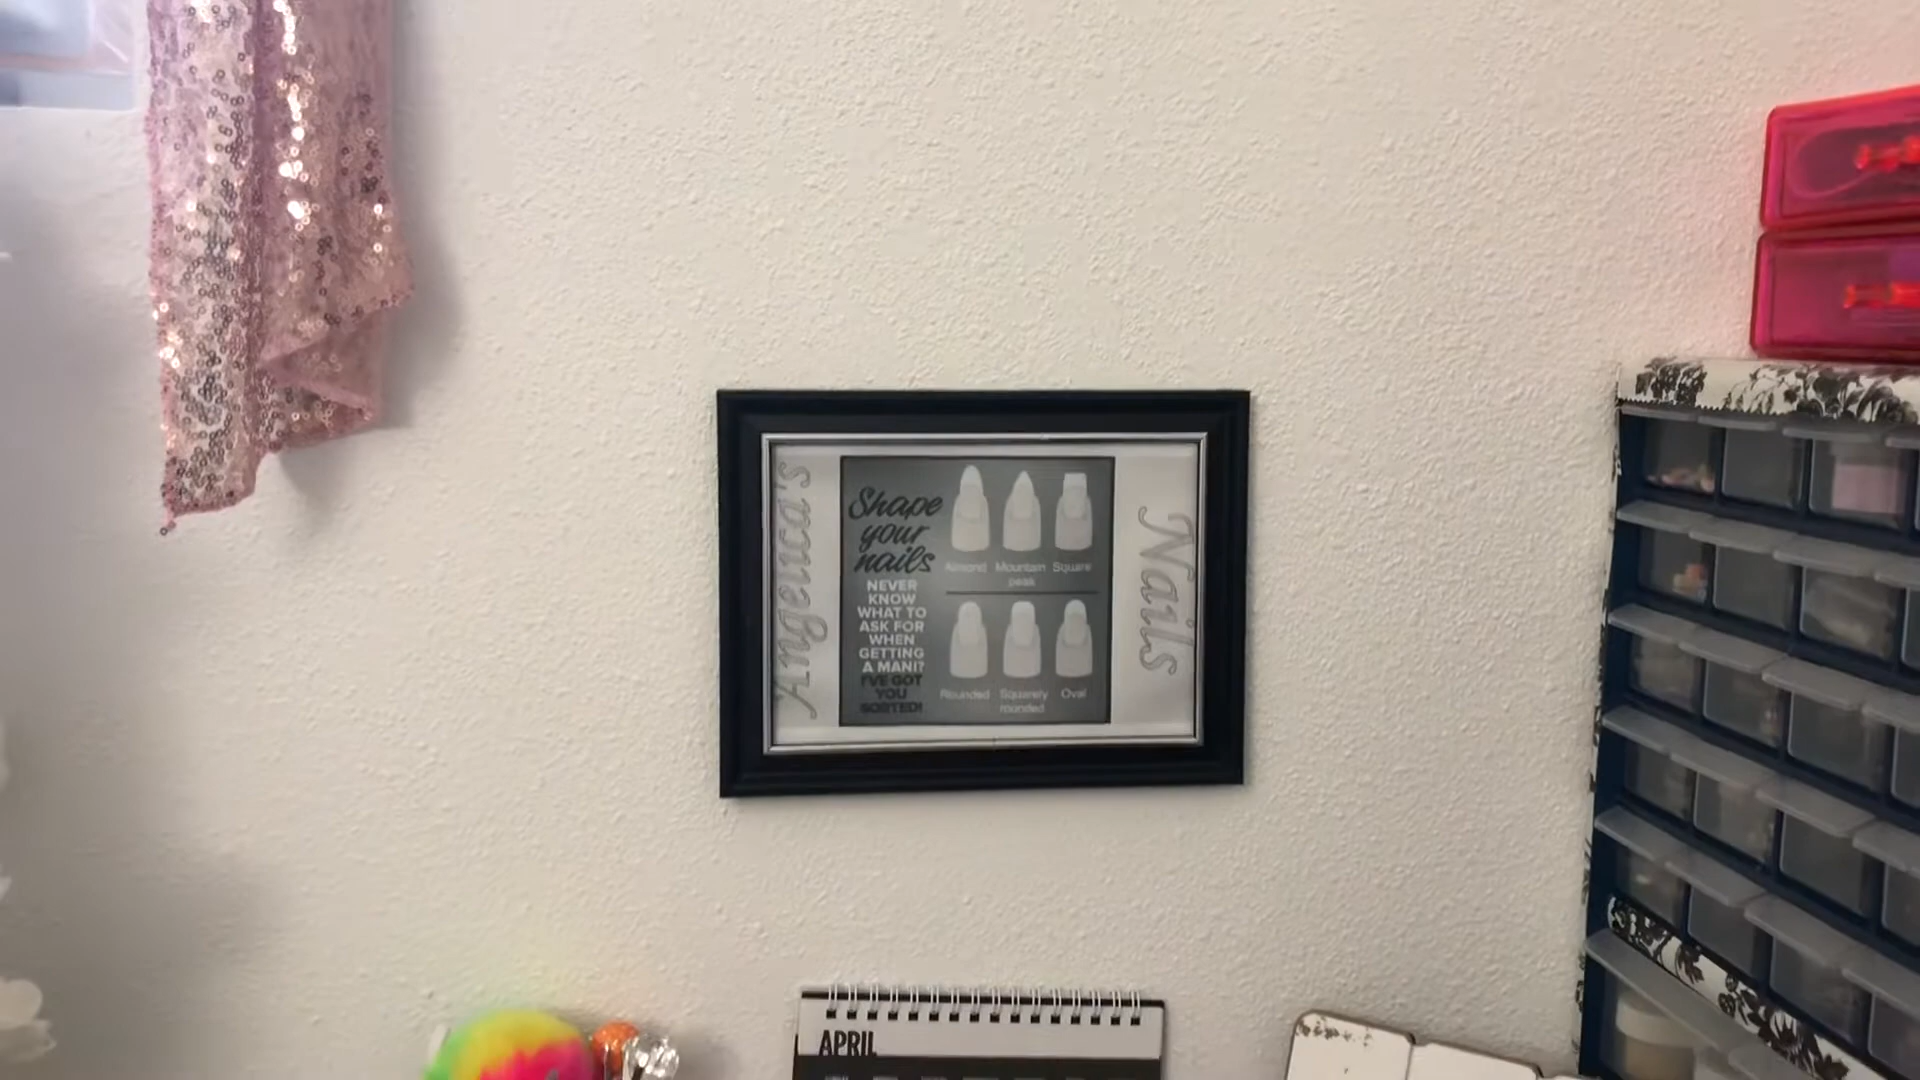 Angelica's
Shape
your
nails
NEVER
KNOW
WHAT TO
ASK FOR
WHEN
GETTING
A MANI?
I'VE GOT
YOU
SORTED!
Almond Mountain Square
peak
Rounded Squarely Oval
rounded
Nails
APRIL